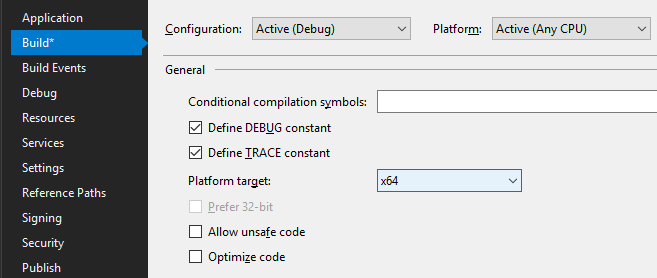 Application
Build*
Build Events
Debug
Resources
Services
Settings
Reference Paths
Signing
Security
Publish
Configuration: Active (Debug) Platform: Active (Any CPU)
General
Conditional compilation symbols:
Define DEBUG constant
Define TRACE constant
Platform target: x64
Prefer 32-bit
Allow unsafe code
Optimize code